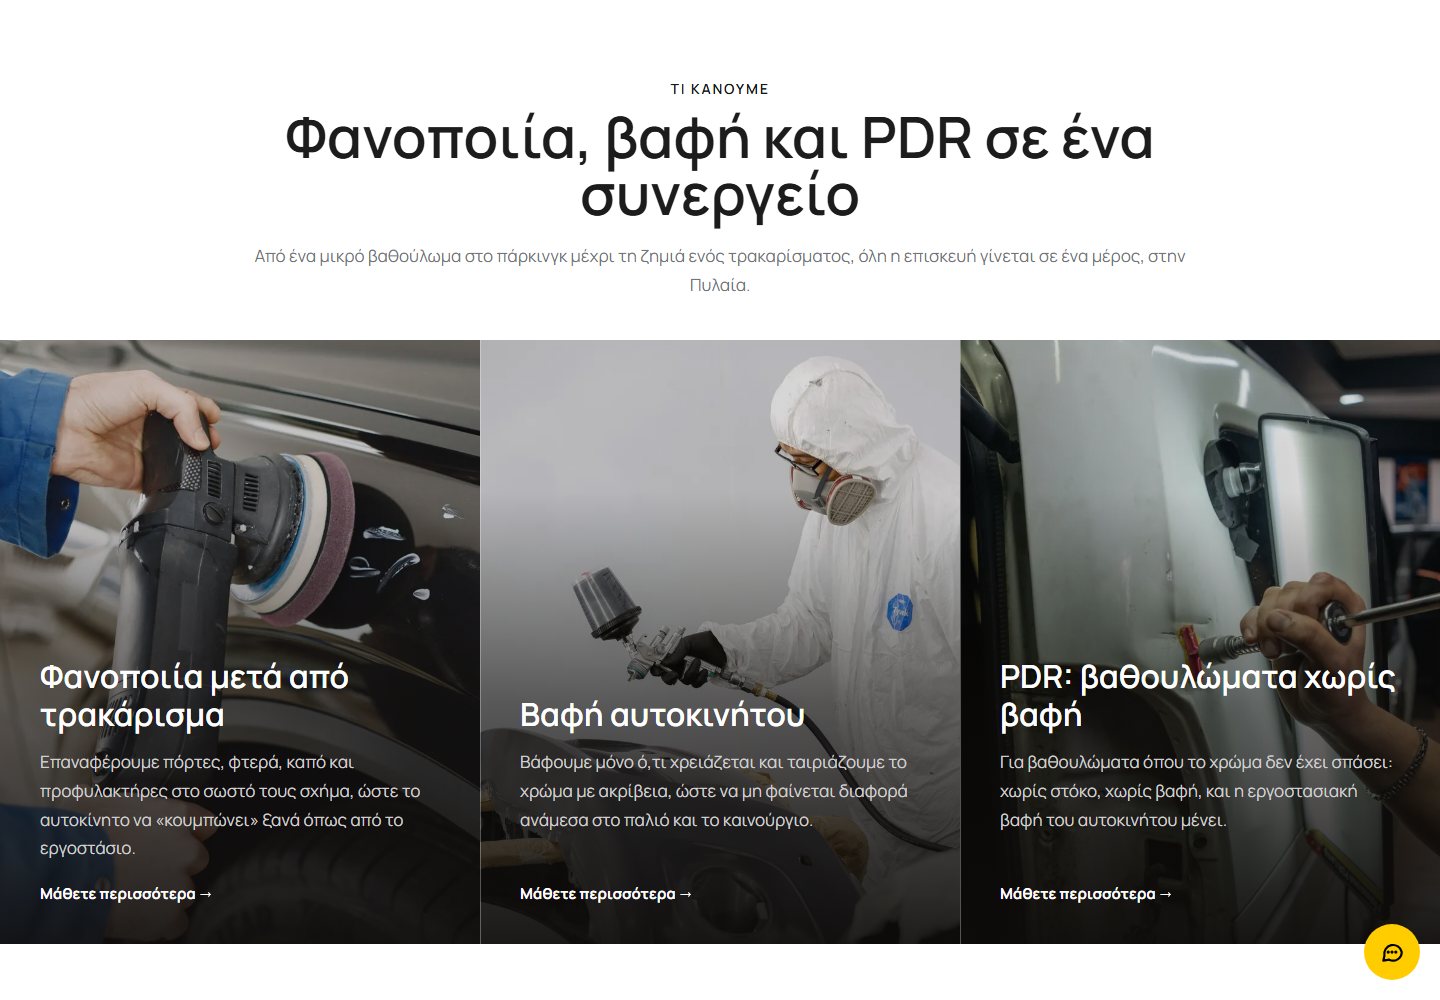 ΤΙ ΚΑΝΟΥΜΕ
Φανοποιία, βαφή και PDR σε ένα
συνεργείο
Από ένα μικρό βαθούλωμα στο πάρκινγκ μέχρι τη ζημιά ενός τρακαρίσματος, όλη η επισκευή γίνεται σε ένα μέρος, στην
Πυλαία.
Φανοποιία μετά από
τρακάρισμα
Επαναφέρουμε πόρτες, φτερά, καπό και
προφυλακτήρες στο σωστό τους σχήμα, ώστε το
αυτοκίνητο να «κουμπώνει» ξανά όπως από το
εργοστάσιο.
Μάθετε περισσότερα →
Βαφή αυτοκινήτου
Βάφουμε μόνο ό,τι χρειάζεται και ταιριάζουμε το
χρώμα με ακρίβεια, ώστε να μη φαίνεται διαφορά
ανάμεσα στο παλιό και το καινούργιο.
Μάθετε περισσότερα →
PDR: βαθουλώματα χωρίς
βαφή
Για βαθουλώματα όπου το χρώμα δεν έχει σπάσει:
χωρίς στόκο, χωρίς βαφή, και η εργοστασιακή
βαφή του αυτοκινήτου μένει.
Μάθετε περισσότερα →